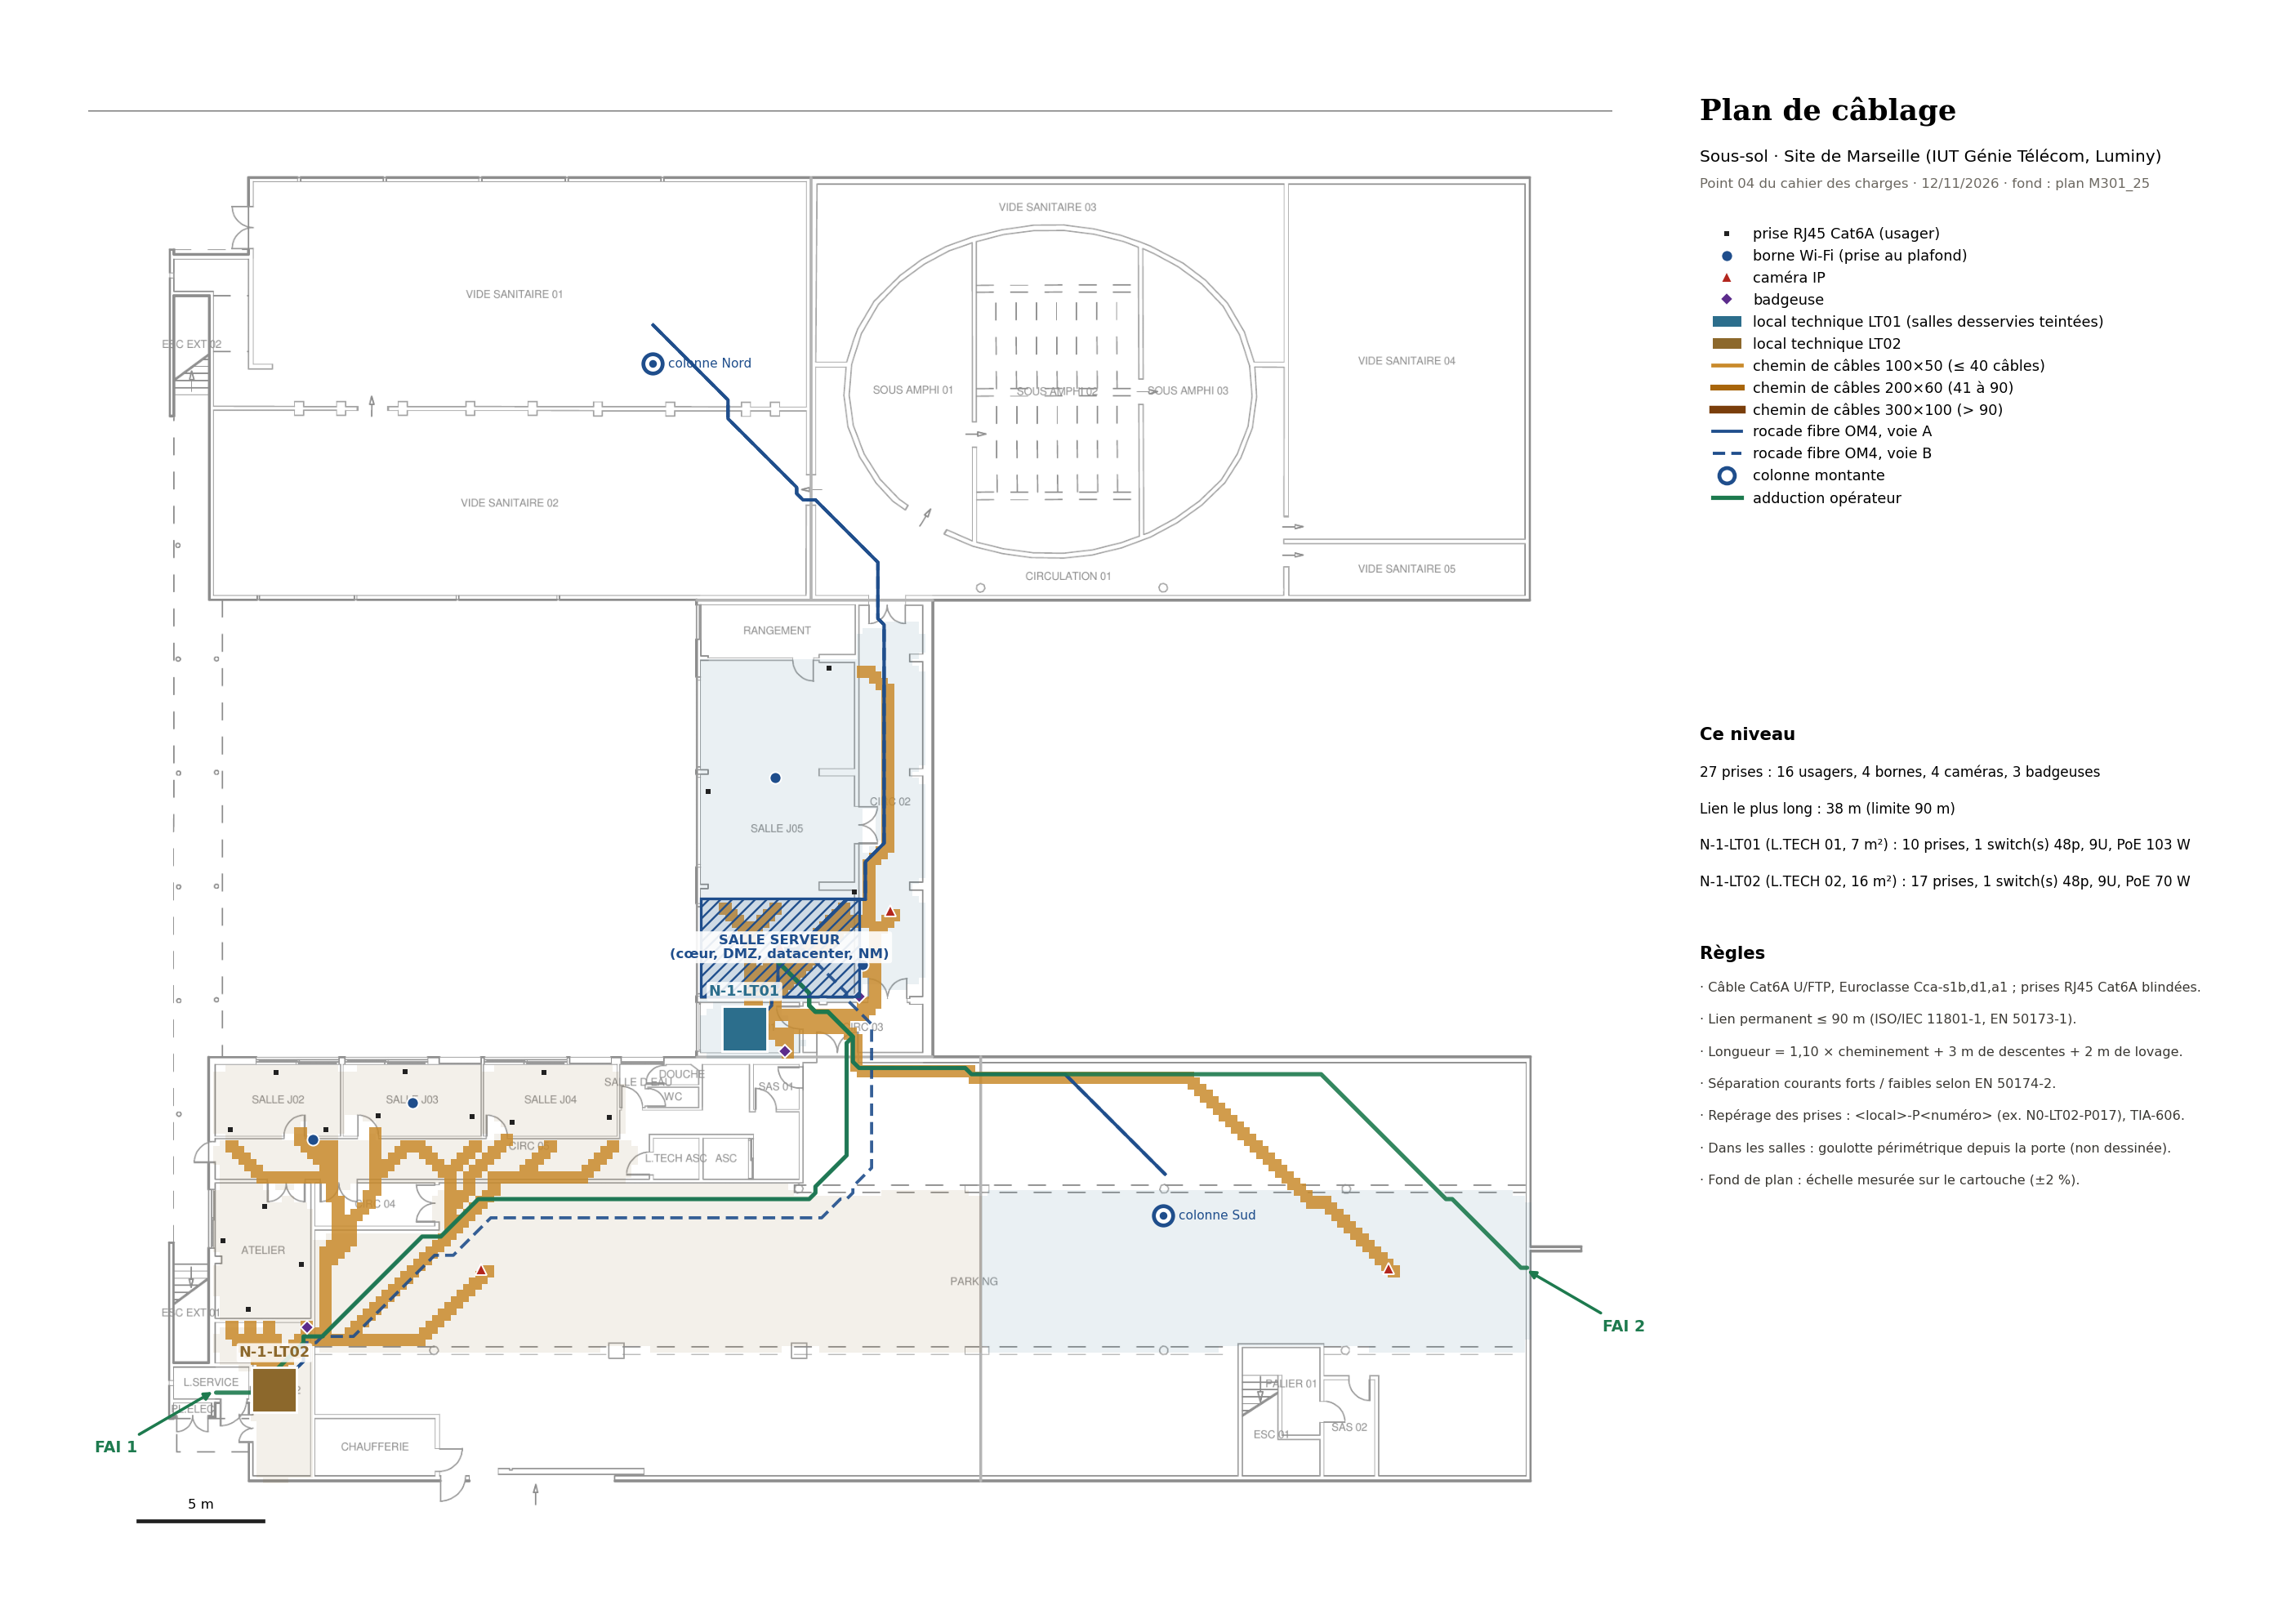 Plan de câblage
Sous-sol · Site de Marseille (IUT Génie Télécom, Luminy)
Point 04 du cahier des charges · 12/11/2026 · fond : plan M301_25
prise RJ45 Cat6A (usager)
borne Wi-Fi (prise au plafond)
caméra IP
badgeuse
local technique LT01 (salles desservies teintées)
local technique LT02
chemin de câbles 100×50 (≤ 40 câbles)
chemin de câbles 200×60 (41 à 90)
chemin de câbles 300×100 (> 90)
rocade fibre OM4, voie A
rocade fibre OM4, voie B
colonne montante
adduction opérateur
Ce niveau
27 prises : 16 usagers, 4 bornes, 4 caméras, 3 badgeuses
Lien le plus long : 38 m (limite 90 m)
N-1-LT01 (L.TECH 01, 7 m²) : 10 prises, 1 switch(s) 48p, 9U, PoE 103 W
N-1-LT02 (L.TECH 02, 16 m²) : 17 prises, 1 switch(s) 48p, 9U, PoE 70 W
Règles
· Câble Cat6A U/FTP, Euroclasse Cca-s1b,d1,a1 ; prises RJ45 Cat6A blindées.
· Lien permanent ≤ 90 m (ISO/IEC 11801-1, EN 50173-1).
· Longueur = 1,10 × cheminement + 3 m de descentes + 2 m de lovage.
· Séparation courants forts / faibles selon EN 50174-2.
· Repérage des prises : <local>-P<numéro> (ex. N0-LT02-P017), TIA-606.
· Dans les salles : goulotte périmétrique depuis la porte (non dessinée).
· Fond de plan : échelle mesurée sur le cartouche (±2 %).
VIDE SANITAIRE 03
VIDE SANITAIRE 01
ESC EXT 02
colonne Nord
VIDE SANITAIRE 04
SOUS AMPHI 01
SOUS AMPHI 02
SOUS AMPHI 03
VIDE SANITAIRE 02
VIDE SANITAIRE 05
CIRCULATION 01
RANGEMENT
CIRC 02
SALLE J05
SALLE SERVEUR
(cœur, DMZ, datacenter, NM)
N-1-LT01
CIRC 03
DOUCHE
SALLE D'EAU
SAS 01
WC
SALLE J02
SALLE J03
SALLE J04
CIRC
L.TECH ASC
ASC
CIRC 04
colonne Sud
ATELIER
PARKING
ESC EXT 01
FAI 2
N-1-LT02
L.SERVICE
PALIER 01
PL.ELEC
SAS 02
ESC 01
FAI 1
CHAUFFERIE
5 m